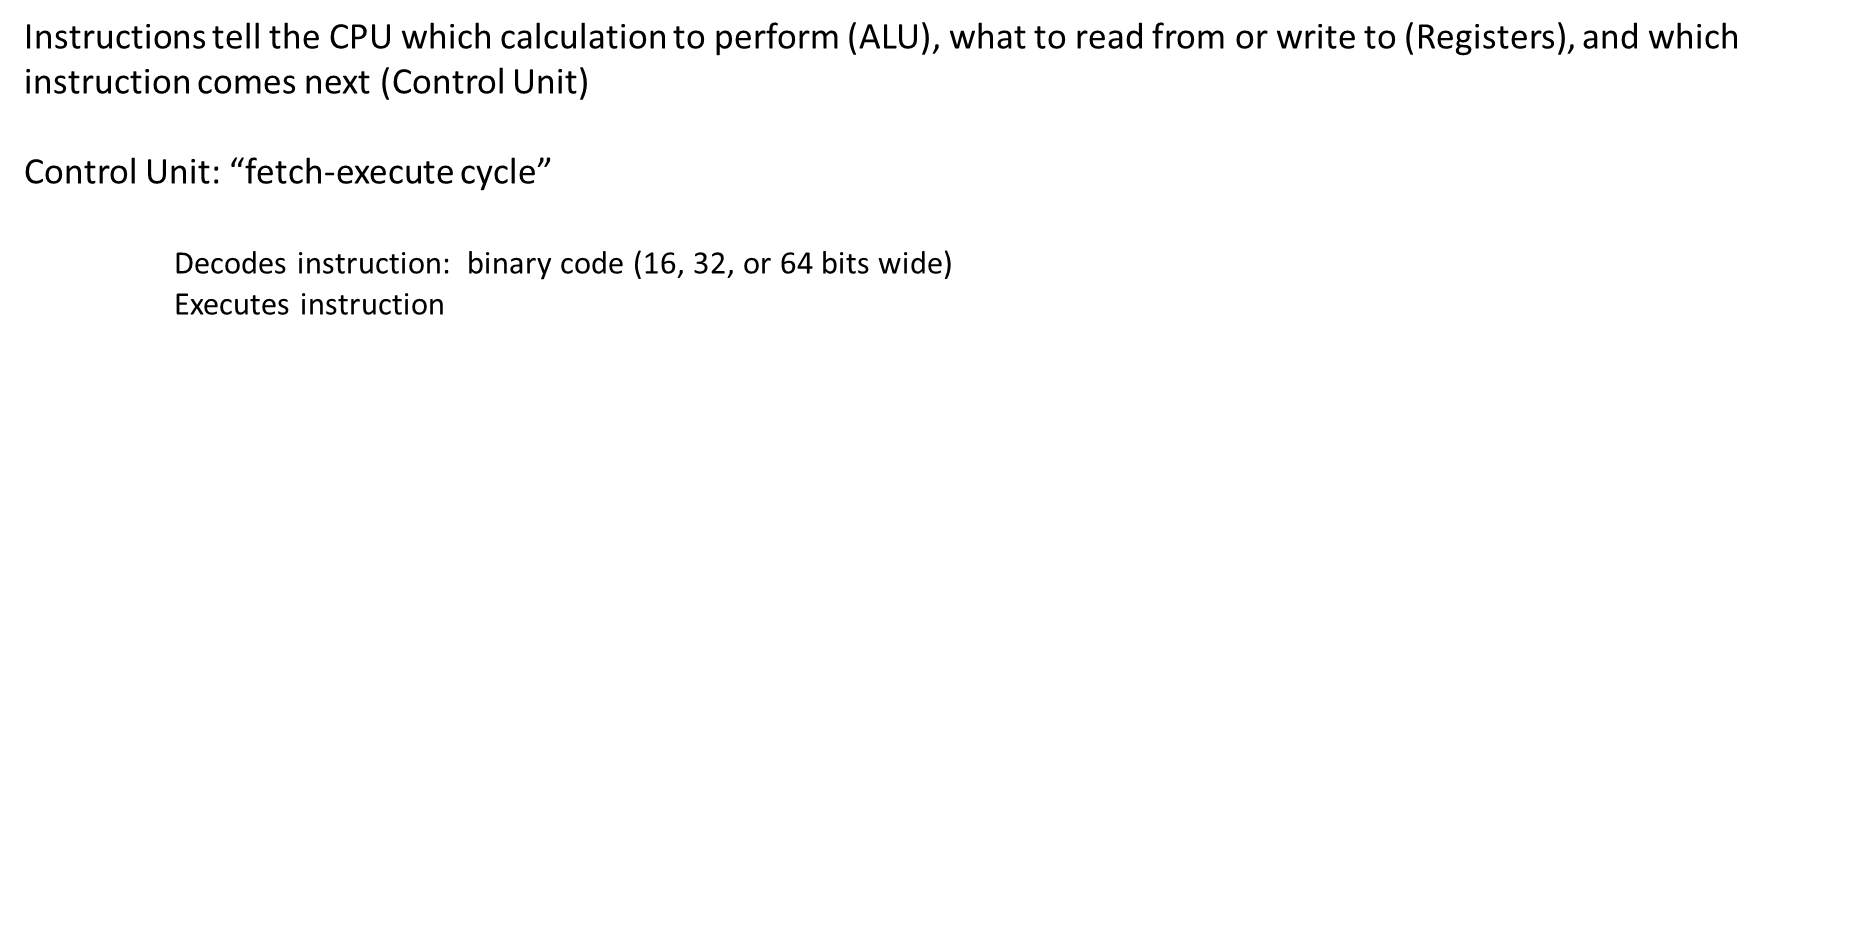 Instructions tell the CPU which calculation to perform (ALU), what to read from or write to (Registers), and which
instruction comes next (Control Unit)
Control Unit: “fetch-execute cycle”
Decodes instruction:  binary code (16, 32, or 64 bits wide)
Executes instruction